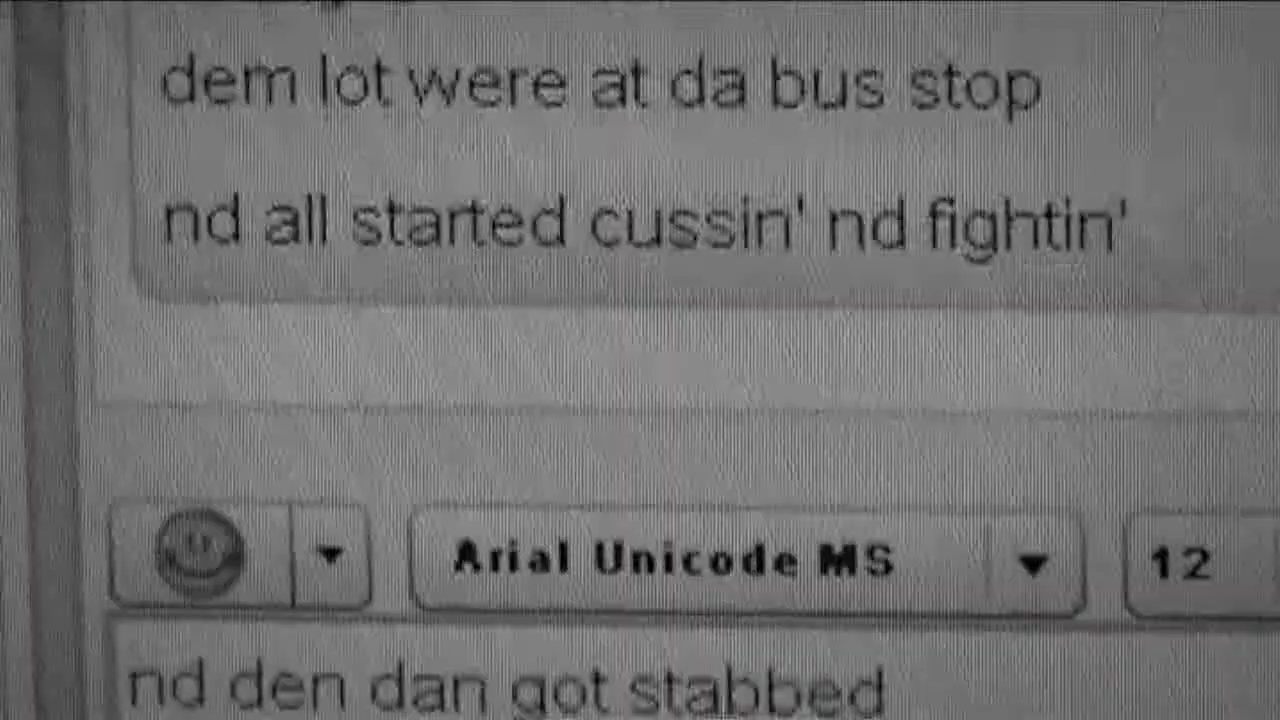 dem lot were at da bus stop
nd all started cussin' nd fightin'
Arial Unicode MS
12
nd den dan got stabbed